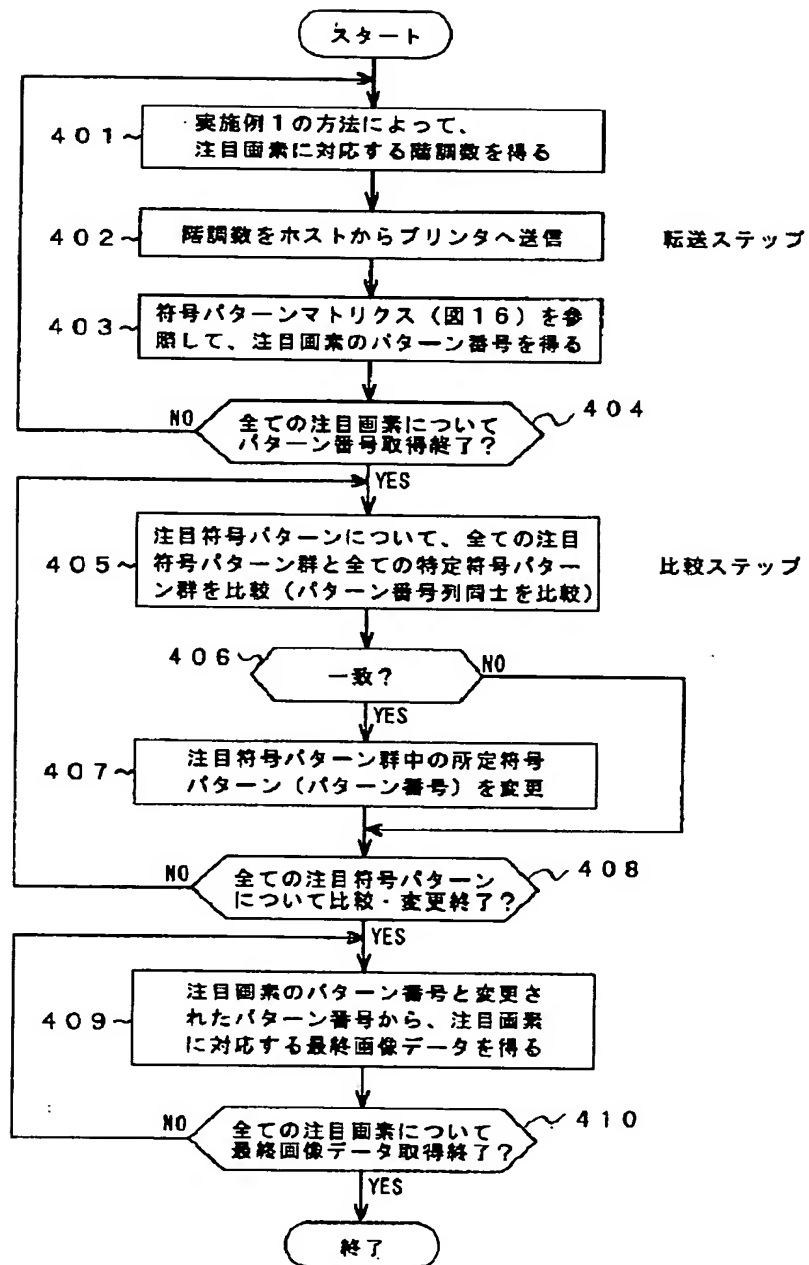 スタート
401
実施例1の方法によって、
注目画素に対応する階調数を得る
402
階調数をホストからプリンタへ送信
転送ステップ
403
符号パターンマトリクス(図16)を参
照して、注目画素のパターン番号を得る
404
NO
全ての注目画素について
パターン番号取得終了?
YES
405
注目符号パターンについて、全ての注目
符号パターン群と全ての特定符号パター
ン群を比較(パターン番号列同士を比較)
比較ステップ
406
一致?
NO
YES
407
注目符号パターン群中の所定符号
パターン(パターン番号)を変更
NO
全ての注目符号パターン
について比較・変更終了?
408
YES
409
注目画素のパターン番号と変更さ
れたパターン番号から、注目画素
に対応する最終画像データを得る
NO
全ての注目画素について
最終画像データ取得終了?
410
YES
終了